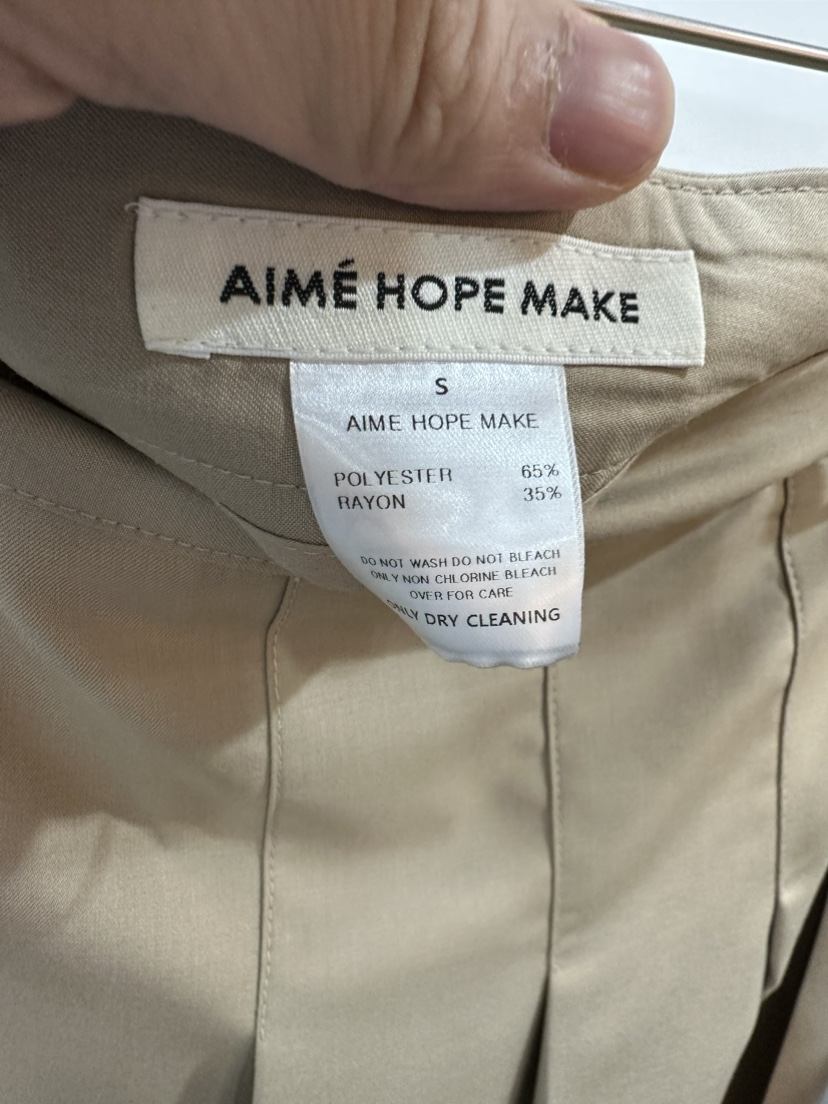 AIMÉ HOPE MAKE
S
AIME HOPE MAKE
POLYESTER 65%
RAYON 35%
DO NOT WASH DO NOT BLEACH
ONLY NON CHLORINE BLEACH
OVER FOR CARE
ONLY DRY CLEANING